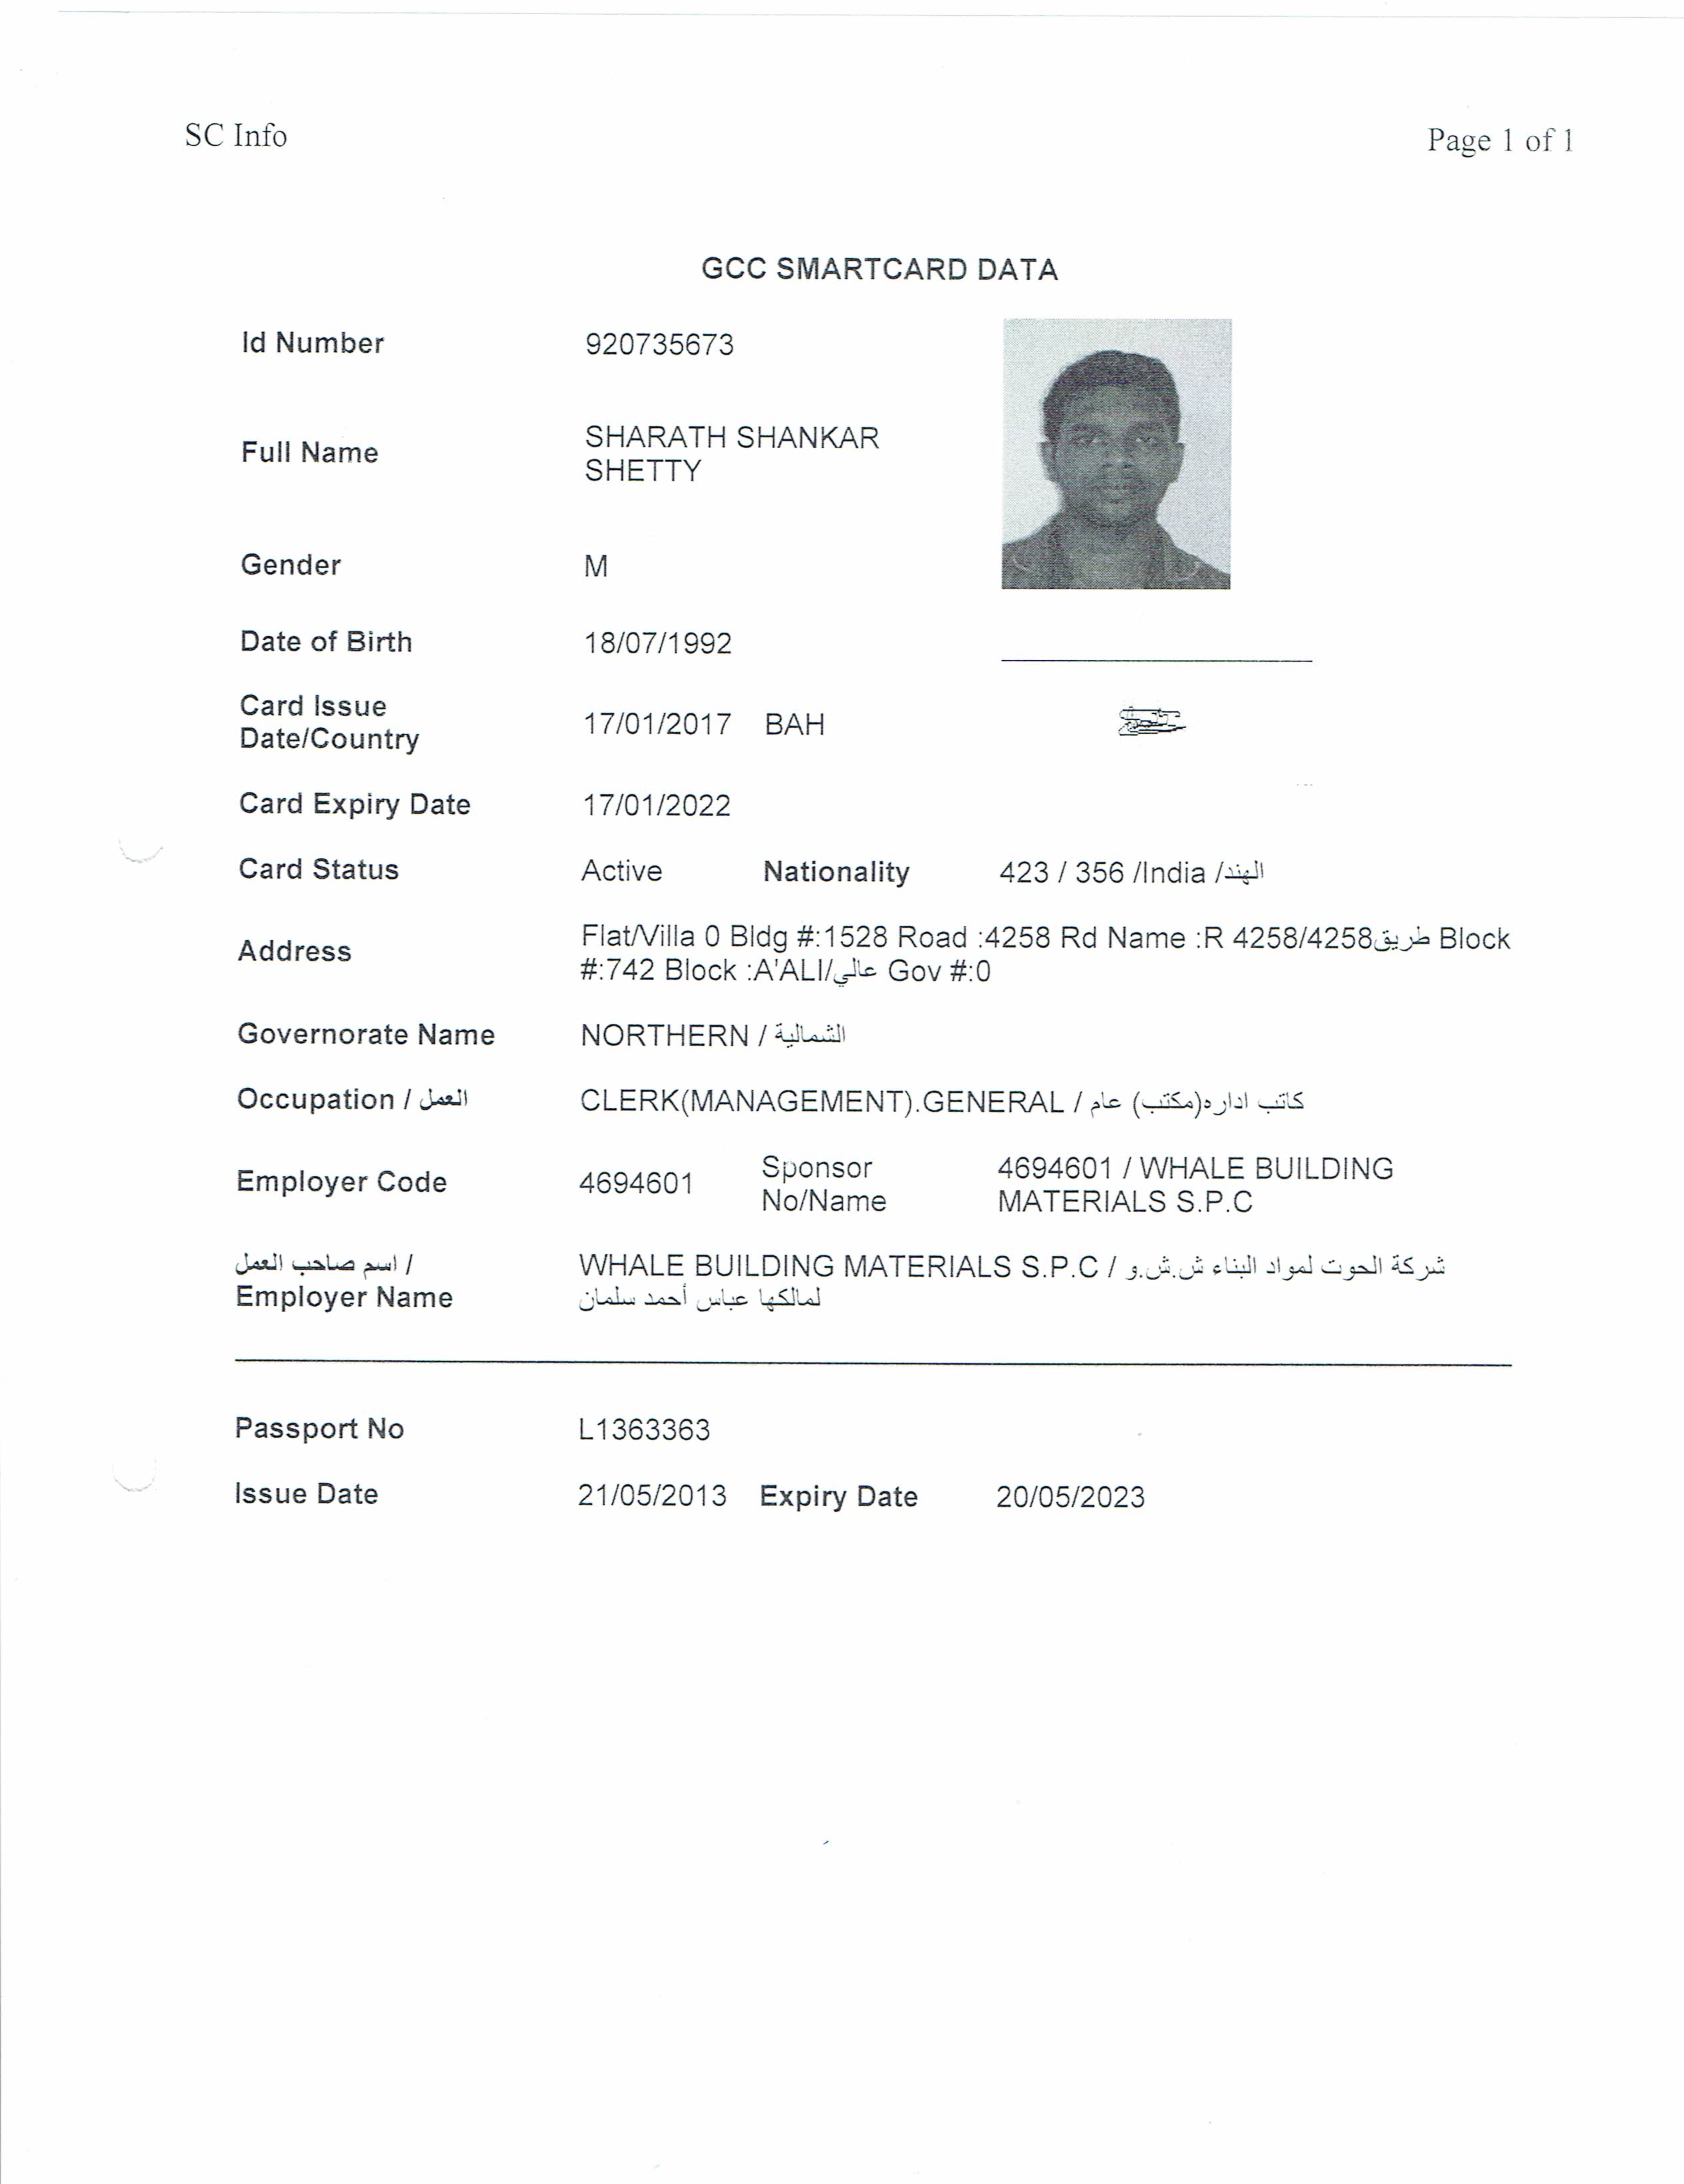 SC Info
Page 1 of 1
GCC SMARTCARD DATA
Id Number 920735673
Full Name SHARATH SHANKAR
SHETTY
Gender M
Date of Birth 18/07/1992
Card Issue
Date/Country 17/01/2017 BAH
Card Expiry Date 17/01/2022
Card Status Active Nationality 423 / 356 /India /الهند
Address Flat/Villa 0 Bldg #:1528 Road :4258 Rd Name :R 4258/4258طريق Block
#:742 Block :A'ALI/عالي Gov #:0
Governorate Name NORTHERN / الشمالية
Occupation / العمل CLERK(MANAGEMENT).GENERAL / كاتب اداره(مكتب) عام
Employer Code 4694601 Sponsor No/Name 4694601 / WHALE BUILDING
MATERIALS S.P.C
اسم صاحب العمل / WHALE BUILDING MATERIALS S.P.C / شركة الحوت لمواد البناء ش.ش.و
Employer Name لمالكها عباس أحمد سلمان
Passport No L1363363
Issue Date 21/05/2013 Expiry Date 20/05/2023